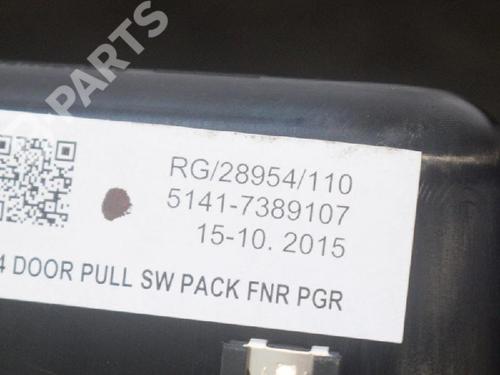 PARTS
RG/28954/110
5141-7389107
15-10. 2015
4 DOOR PULL SW PACK FNR PGR